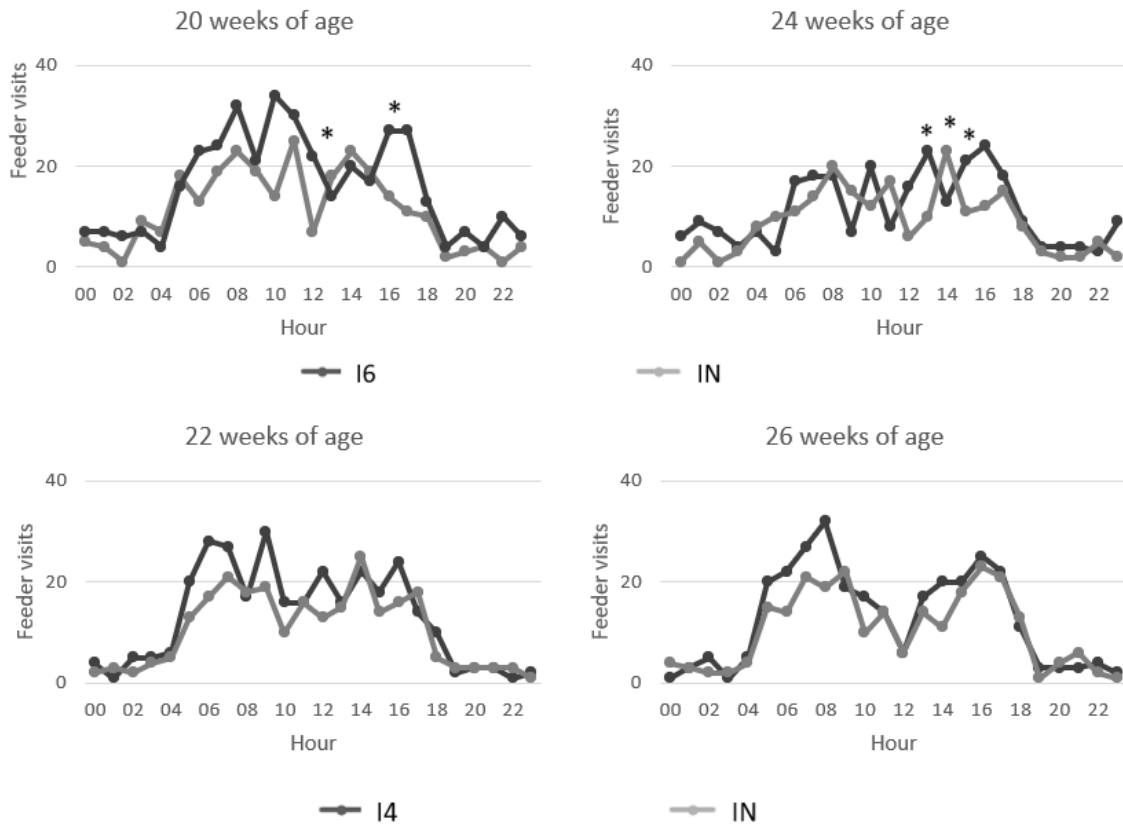 20 weeks of age
Feeder visits
40
20
0
* *
00 02 04 06 08 10 12 14 16 18 20 22
Hour
24 weeks of age
Feeder visits
40
20
0
* * *
00 02 04 06 08 10 12 14 16 18 20 22
Hour
I6 IN
22 weeks of age
Feeder visits
40
20
0
00 02 04 06 08 10 12 14 16 18 20 22
Hour
26 weeks of age
Feeder visits
40
20
0
00 02 04 06 08 10 12 14 16 18 20 22
Hour
I4 IN